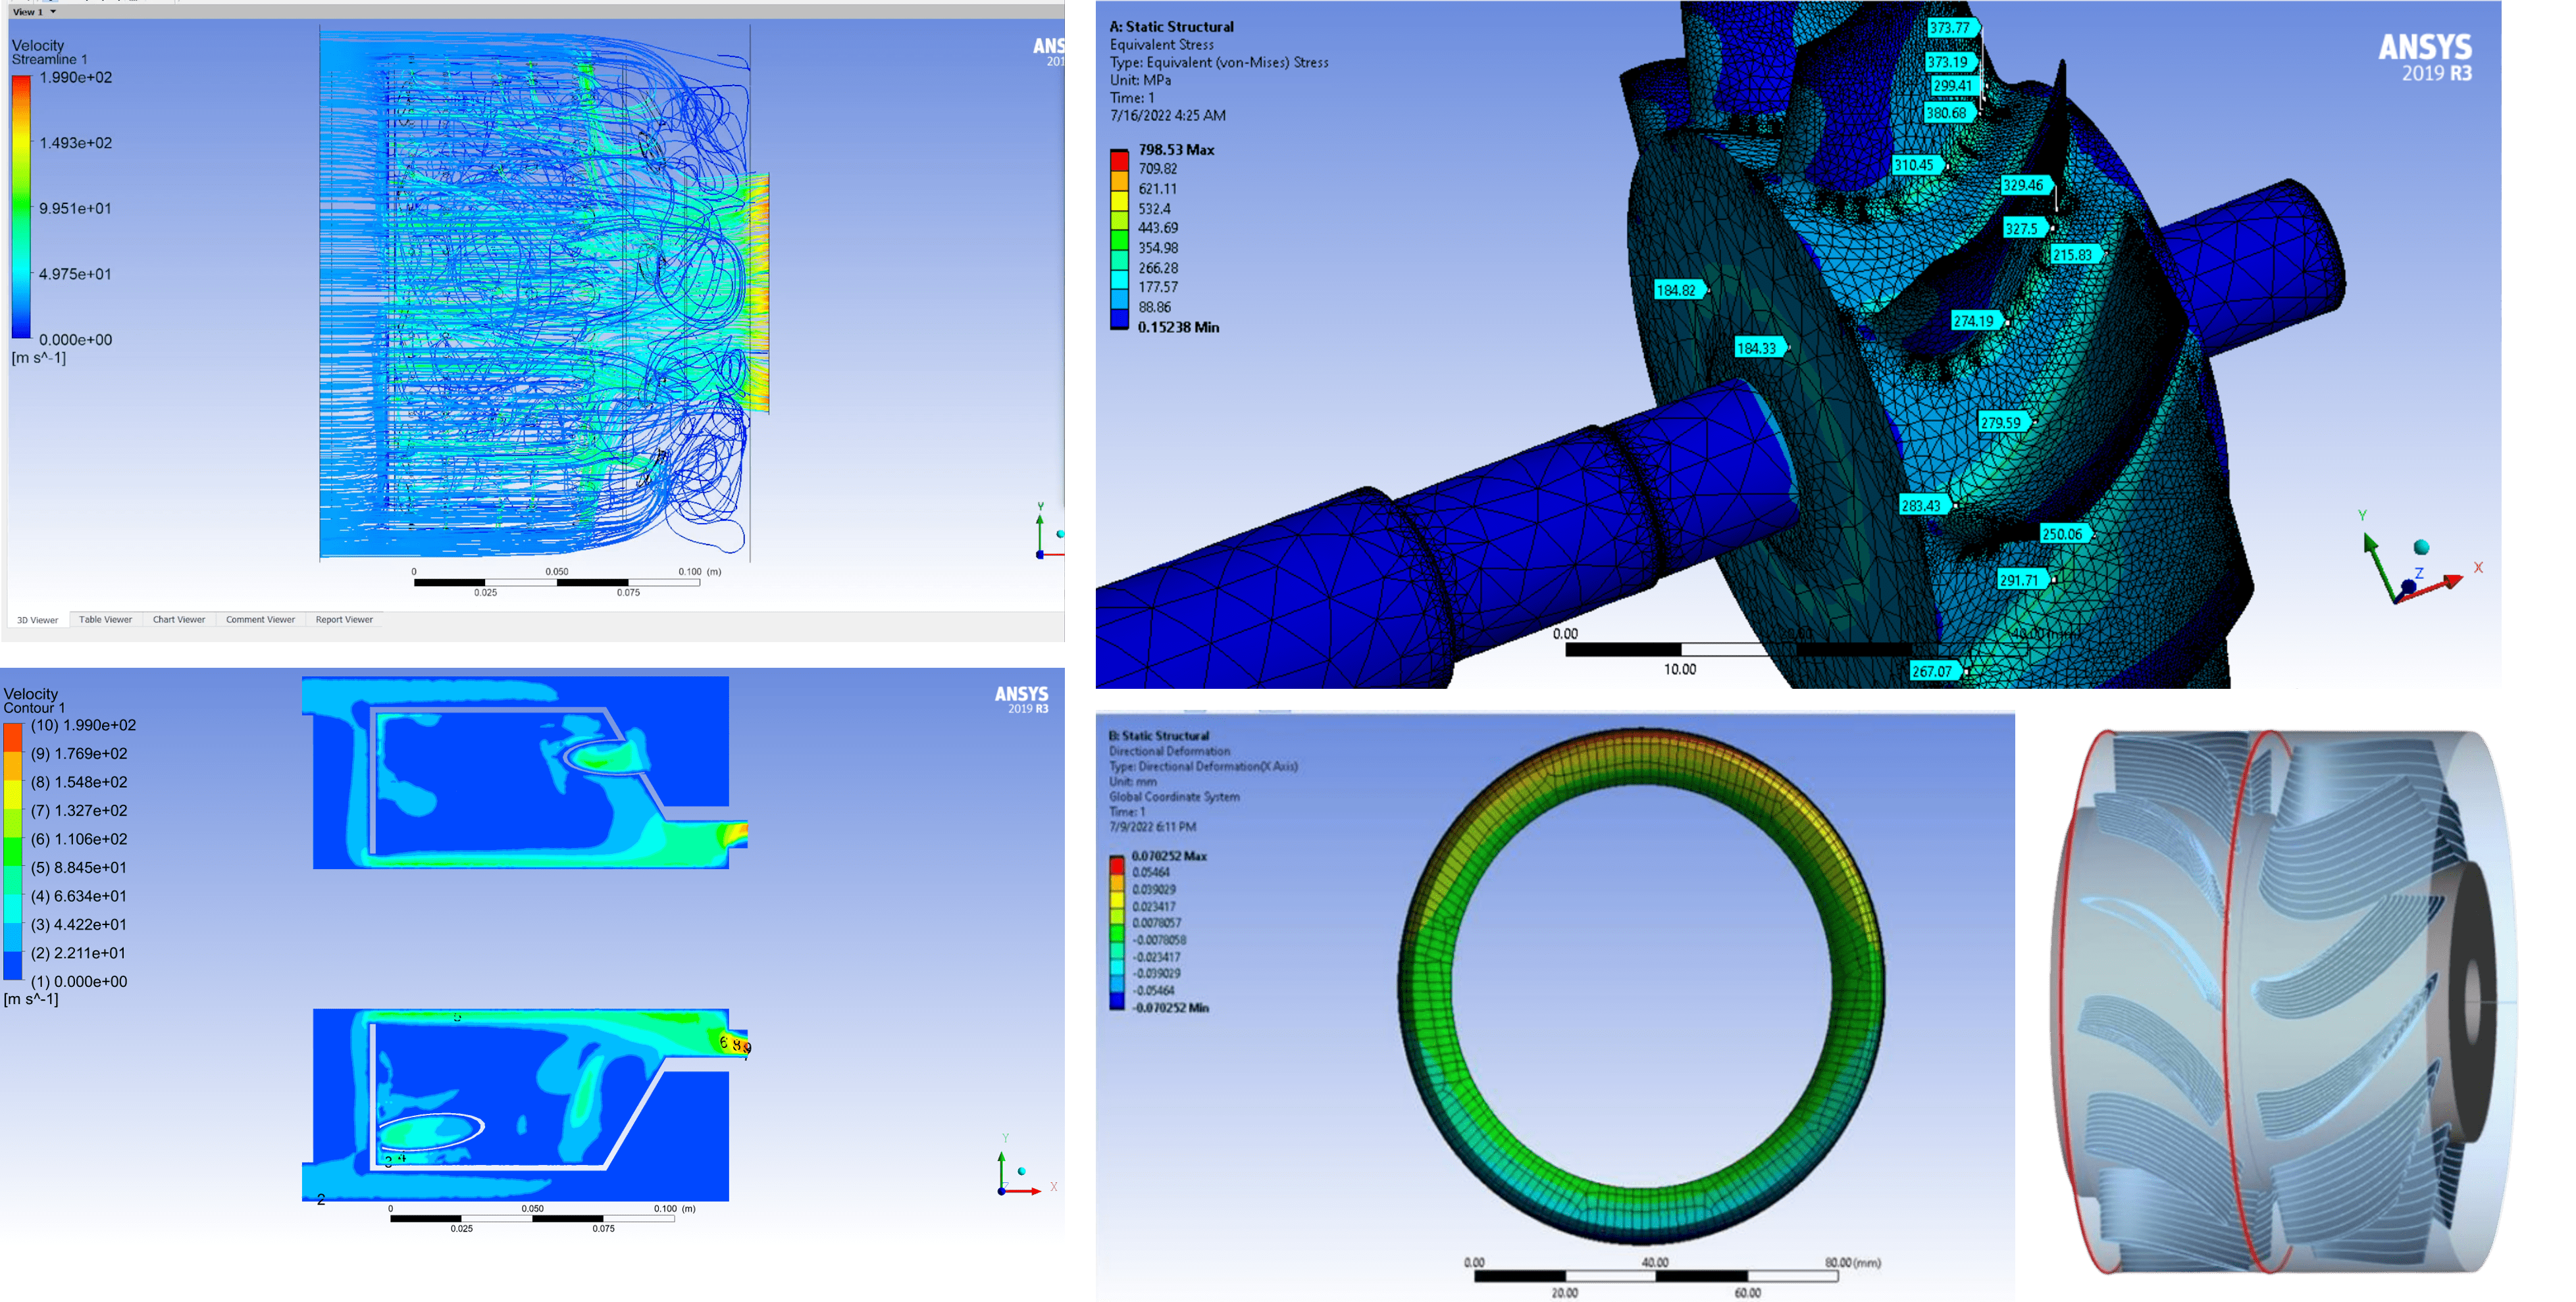 View 1
Velocity
Streamline 1
1.990e+02
1.493e+02
9.951e+01
4.975e+01
0.000e+00
[m s^-1]
ANS
201
Y
0
0.050
0.100 (m)
0.025
0.075
3D Viewer
Table Viewer
Chart Viewer
Comment Viewer
Report Viewer
A: Static Structural
Equivalent Stress
Type: Equivalent (von-Mises) Stress
Unit: MPa
Time: 1
7/16/2022 4:25 AM
798.53 Max
709.82
621.11
532.4
443.69
354.98
266.28
177.57
88.86
0.15238 Min
ANSYS
2019 R3
373.77
373.19
299.41
380.68
310.45
329.46
327.5
215.83
184.82
274.19
184.33
279.59
283.43
250.06
291.71
267.07
Y
X
Z
0.00
10.00
Velocity
Contour 1
(10) 1.990e+02
(9) 1.769e+02
(8) 1.548e+02
(7) 1.327e+02
(6) 1.106e+02
(5) 8.845e+01
(4) 6.634e+01
(3) 4.422e+01
(2) 2.211e+01
(1) 0.000e+00
[m s^-1]
ANSYS
2019 R3
3 4
2
Y
X
0
0.050
0.100 (m)
0.025
0.075
B: Static Structural
Directional Deformation
Type: Directional Deformation(X Axis)
Unit: mm
Global Coordinate System
Time: 1
7/9/2022 6:11 PM
0.070252 Max
0.05464
0.039029
0.023417
0.0078057
-0.0078058
-0.023417
-0.039029
-0.05464
-0.070252 Min
0.00
40.00
80.00(mm)
20.00
60.00